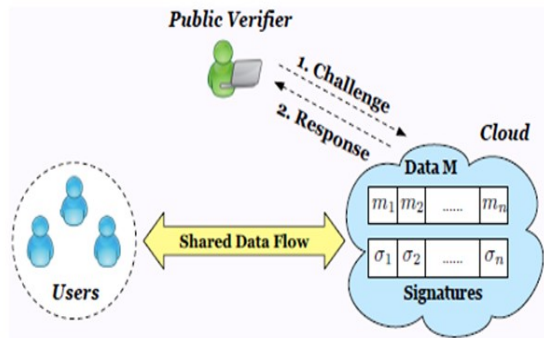 Public Verifier
1. Challenge
2. Response
Cloud
Data M
m₁ m₂ ...... mₙ
Shared Data Flow
σ₁ σ₂ ...... σₙ
Users
Signatures